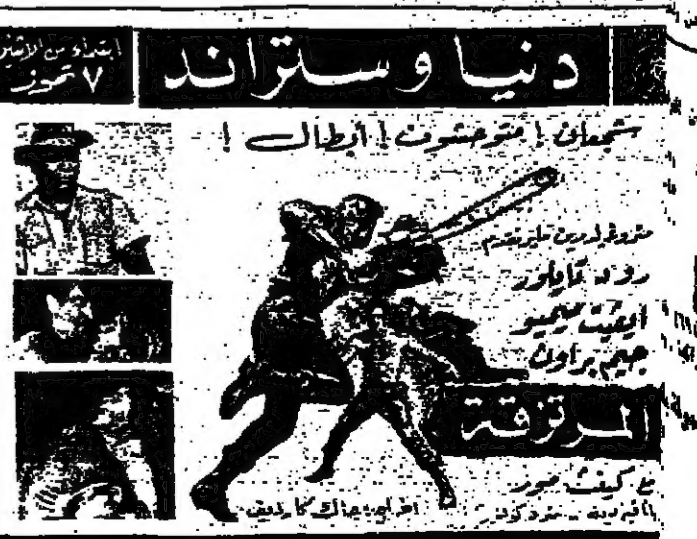 دنيا وستراند
ابتداء من الاثنين
٧ تموز
شجعان ! متوحشون ! أبطال !
مترو غولدوين ماير تقدم
رود تايلور
ايفيت ميميو
جيم براون
المرتزقة
مع كينث مور
اخراج: جاك كارديف